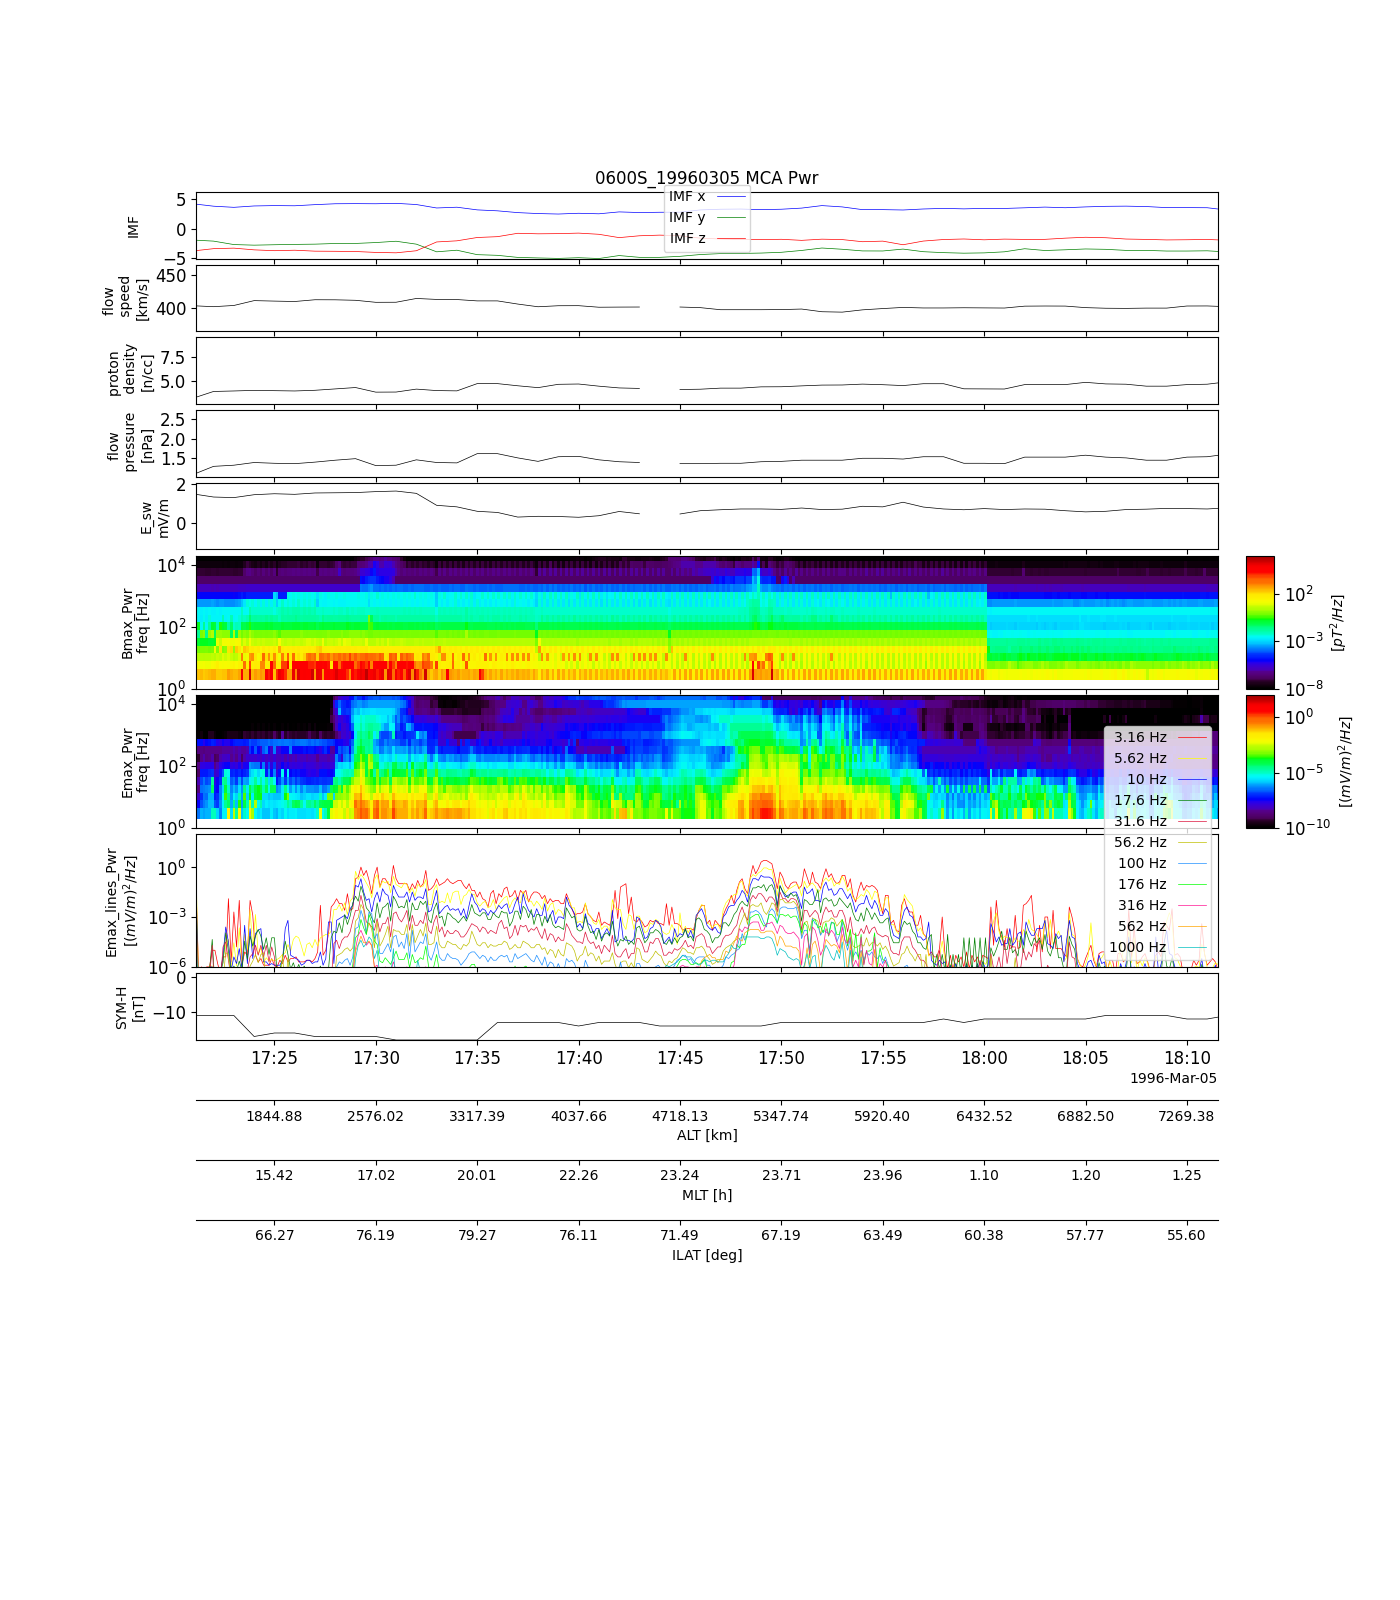 0600S_19960305 MCA Pwr
IMF
5
0
−5
IMF x
IMF y
IMF z
flow
speed
[km/s]
450
400
proton
density
[n/cc]
7.5
5.0
flow
pressure
[nPa]
2.5
2.0
1.5
E_sw
mV/m
2
0
Bmax_Pwr
freq [Hz]
10^4
10^2
10^0
10^2
10^−3
10^−8
[pT^2/Hz]
Emax_Pwr
freq [Hz]
10^4
10^2
10^0
10^0
10^−5
10^−10
[(mV/m)^2/Hz]
3.16 Hz
5.62 Hz
10 Hz
17.6 Hz
31.6 Hz
56.2 Hz
100 Hz
176 Hz
316 Hz
562 Hz
1000 Hz
Emax_lines_Pwr
[(mV/m)^2/Hz]
10^0
10^−3
10^−6
SYM-H
[nT]
0
−10
17:25 17:30 17:35 17:40 17:45 17:50 17:55 18:00 18:05 18:10
1996-Mar-05
1844.88 2576.02 3317.39 4037.66 4718.13 5347.74 5920.40 6432.52 6882.50 7269.38
ALT [km]
15.42 17.02 20.01 22.26 23.24 23.71 23.96 1.10 1.20 1.25
MLT [h]
66.27 76.19 79.27 76.11 71.49 67.19 63.49 60.38 57.77 55.60
ILAT [deg]